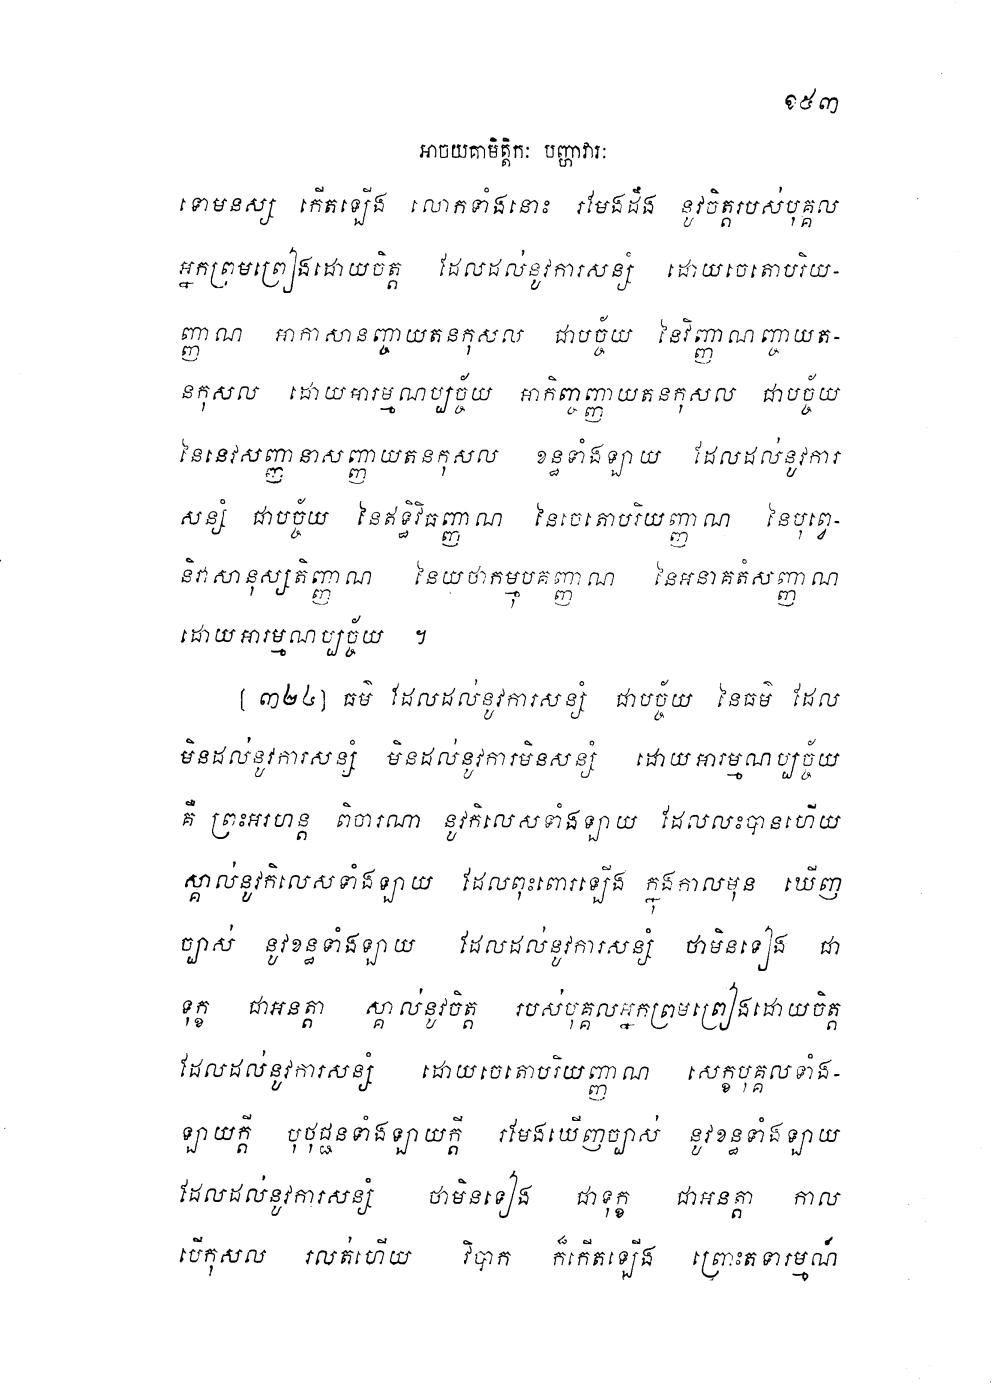 ១៥៣
អាចយគាមិត្តិកៈ បញ្ហាវារៈ
ទោមនស្ស កើតឡើង លោកទាំងនោះ រមែងដឹង នូវចិត្តរបស់បុគ្គល
អ្នកព្រមព្រៀងដោយចិត្ត ដែលដល់នូវការសន្សំ ដោយចេតោបរិយ-
ញ្ញាណ អាកាសានញ្ចាយតនកុសល ជាបច្ច័យ នៃវិញ្ញាណញ្ចាយត-
នកុសល ដោយអារម្មណប្បច្ច័យ អាកិញ្ចញ្ញាយតនកុសល ជាបច្ច័យ
នៃនេវសញ្ញានាសញ្ញាយតនកុសល ខន្ធទាំងឡាយ ដែលដល់នូវការ
សន្សំ ជាបច្ច័យ នៃឥទ្ធិវិធញ្ញាណ នៃចេតោបរិយញ្ញាណ នៃបុព្វេ-
និវាសានុស្សតិញ្ញាណ នៃយថាកម្មុបគញ្ញាណ នៃអនាគតំសញ្ញាណ
ដោយអារម្មណប្បច្ច័យ ។
[៣២៤] ធម៌ ដែលដល់នូវការសន្សំ ជាបច្ច័យ នៃធម៌ ដែល
មិនដល់នូវការសន្សំ មិនដល់នូវការមិនសន្សំ ដោយអារម្មណប្បច្ច័យ
គឺ ព្រះអរហន្ត ពិចារណា នូវកិលេសទាំងឡាយ ដែលលះបានហើយ
ស្គាល់នូវកិលេសទាំងឡាយ ដែលពុះពោរឡើង ក្នុងកាលមុន ឃើញ
ច្បាស់ នូវខន្ធទាំងឡាយ ដែលដល់នូវការសន្សំ ថាមិនទៀង ជា
ទុក្ខ ជាអនត្តា ស្គាល់នូវចិត្ត របស់បុគ្គលអ្នកព្រមព្រៀងដោយចិត្ត
ដែលដល់នូវការសន្សំ ដោយចេតោបរិយញ្ញាណ សេក្ខបុគ្គលទាំង-
ឡាយក្តី បុថុជ្ជនទាំងឡាយក្តី រមែងឃើញច្បាស់ នូវខន្ធទាំងឡាយ
ដែលដល់នូវការសន្សំ ថាមិនទៀង ជាទុក្ខ ជាអនត្តា កាល
បើកុសល រលត់ហើយ វិបាក ក៏កើតឡើង ព្រោះតទារម្មណ៍